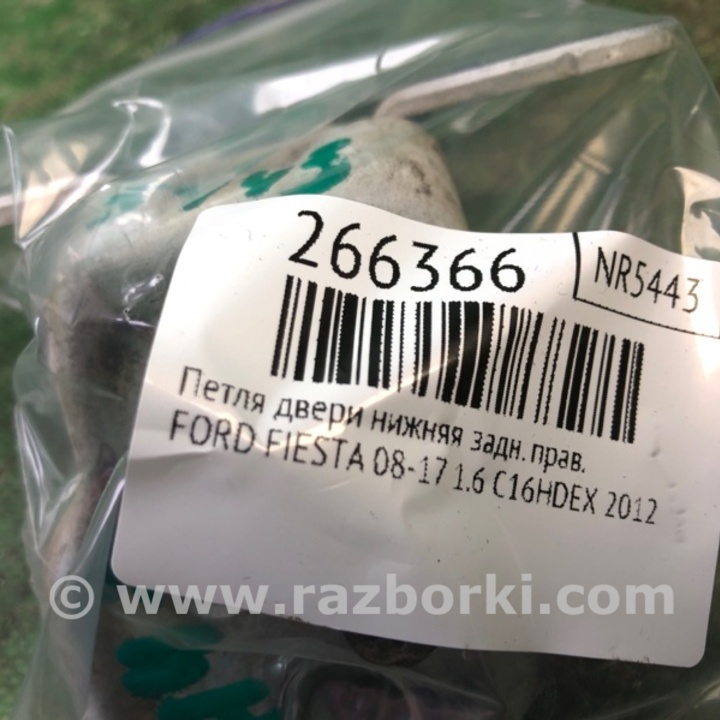 266366
NR5443
Петля двери нижняя задн.прав.
FORD FIESTA 08-17 1.6 C16HDEX 2012
© www.razborki.com